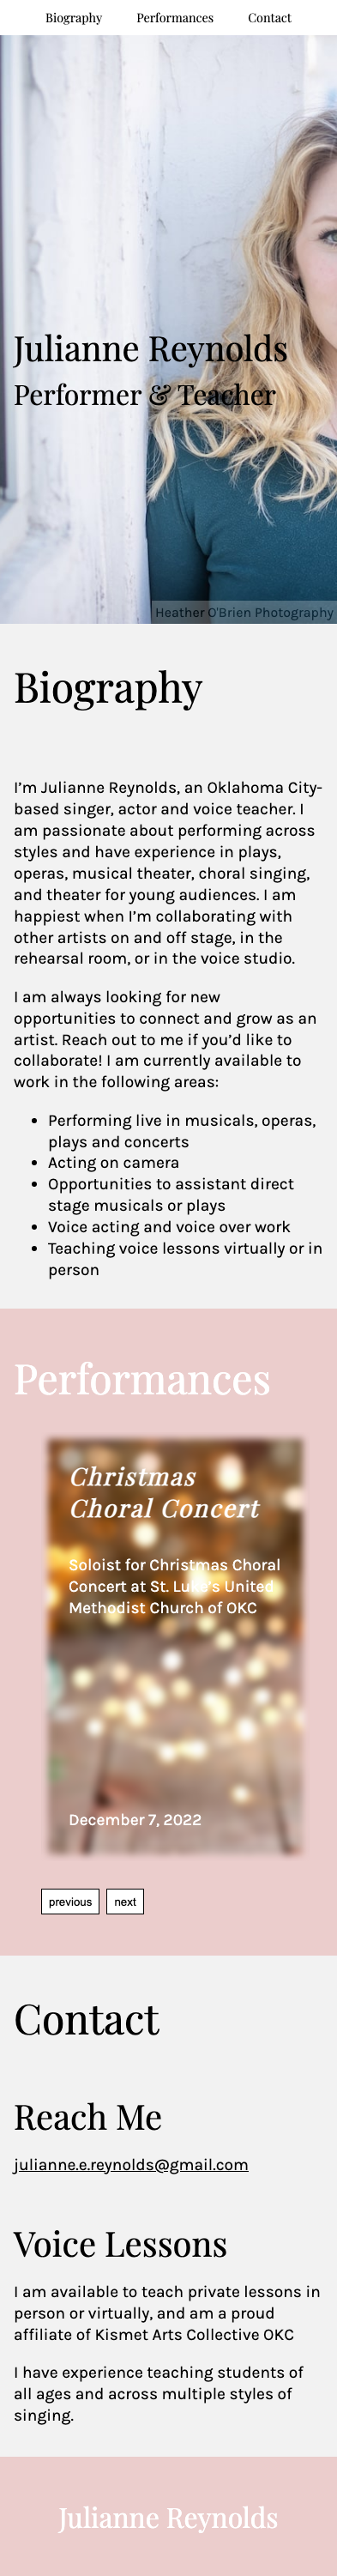 Biography Performances Contact
Julianne Reynolds
Performer & Teacher
Heather O'Brien Photography
Biography
I’m Julianne Reynolds, an Oklahoma City-
based singer, actor and voice teacher. I
am passionate about performing across
styles and have experience in plays,
operas, musical theater, choral singing,
and theater for young audiences. I am
happiest when I’m collaborating with
other artists on and off stage, in the
rehearsal room, or in the voice studio.
I am always looking for new
opportunities to connect and grow as an
artist. Reach out to me if you’d like to
collaborate! I am currently available to
work in the following areas:
• Performing live in musicals, operas,
plays and concerts
• Acting on camera
• Opportunities to assistant direct
stage musicals or plays
• Voice acting and voice over work
• Teaching voice lessons virtually or in
person
Performances
Christmas
Choral Concert
Soloist for Christmas Choral
Concert at St. Luke's United
Methodist Church of OKC
December 7, 2022
previous next
Contact
Reach Me
julianne.e.reynolds@gmail.com
Voice Lessons
I am available to teach private lessons in
person or virtually, and am a proud
affiliate of Kismet Arts Collective OKC
I have experience teaching students of
all ages and across multiple styles of
singing.
Julianne Reynolds